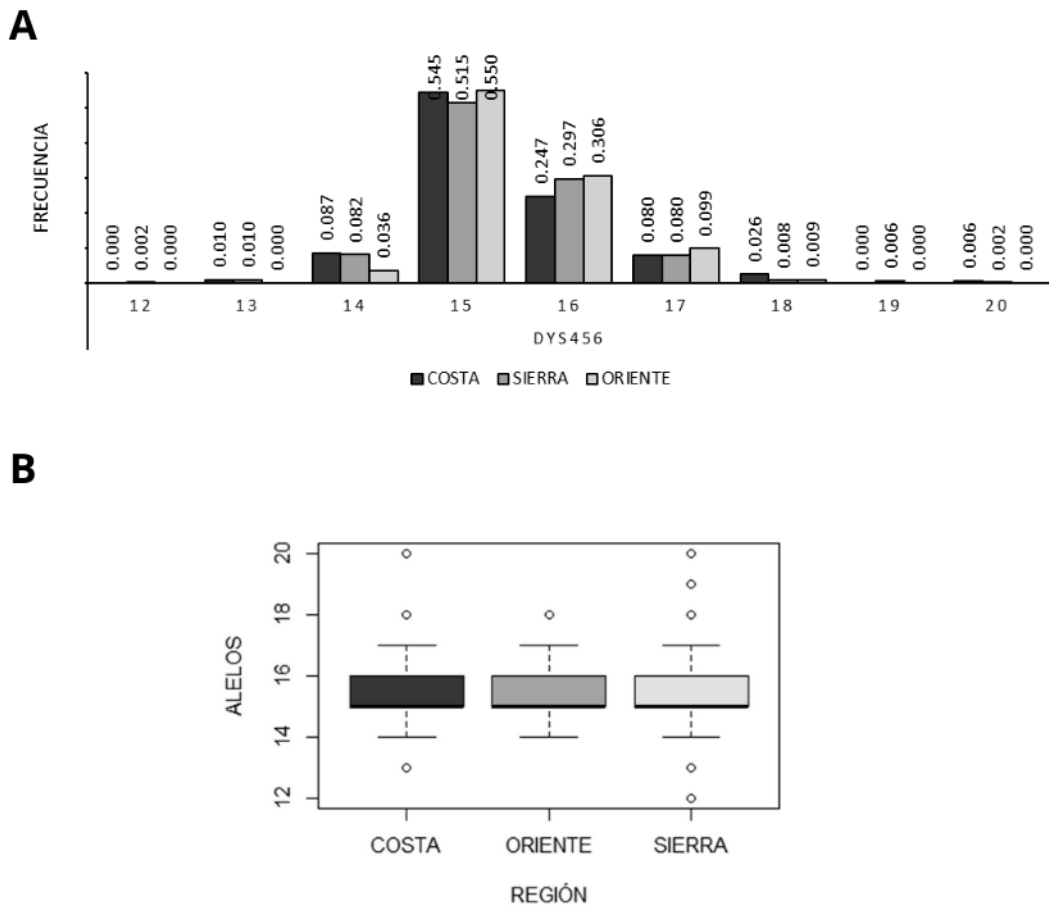 A
FRECUENCIA
0.000 0.002 0.000 0.010 0.010 0.000 0.087 0.082 0.036 0.545 0.515 0.550 0.247 0.297 0.306 0.080 0.080 0.099 0.026 0.008 0.009 0.000 0.006 0.000 0.006 0.002 0.000
12 13 14 15 16 17 18 19 20
DYS456
COSTA SIERRA ORIENTE
B
ALELOS
20
18
16
14
12
COSTA ORIENTE SIERRA
REGIÓN